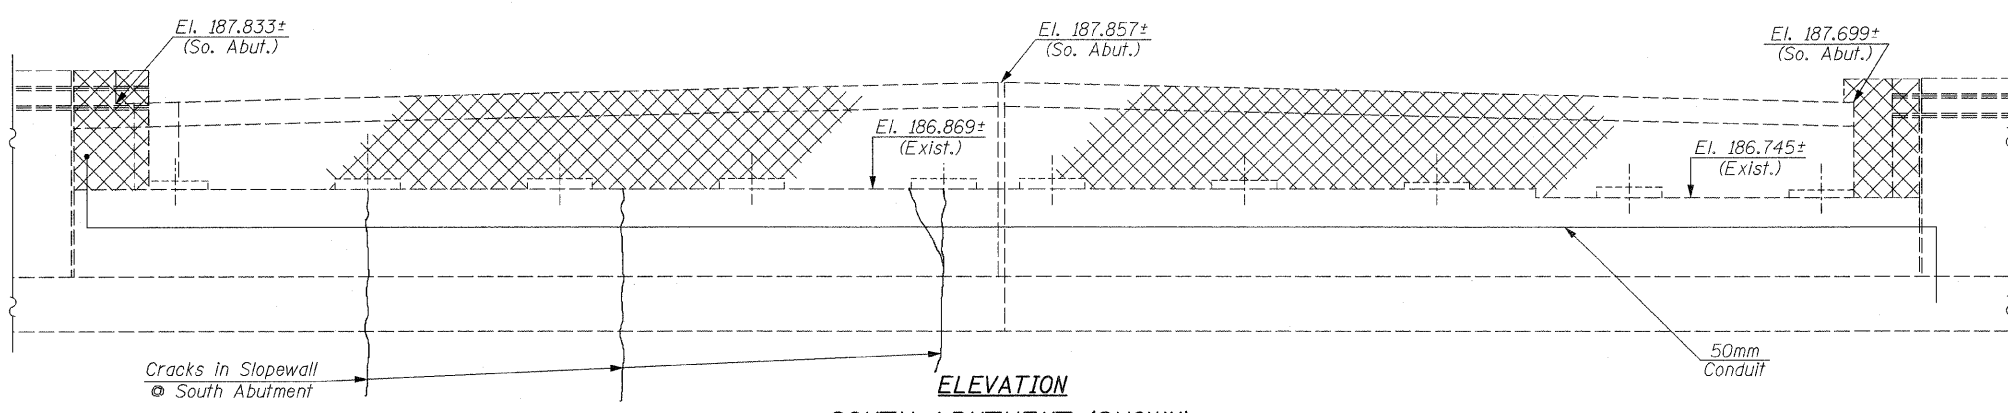 El. 187.833±
(So. Abut.)
El. 187.857±
(So. Abut.)
El. 187.699±
(So. Abut.)
El. 186.869±
(Exist.)
El. 186.745±
(Exist.)
50mm
Conduit
Cracks in Slopewall
@ South Abutment
ELEVATION